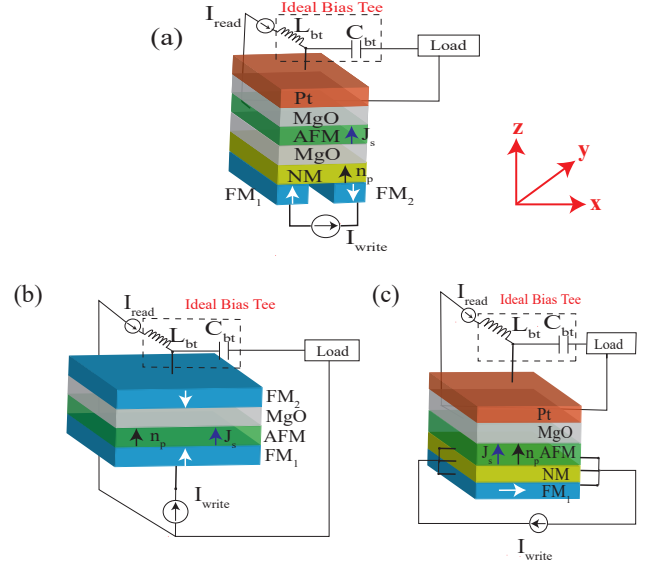 Ideal Bias Tee
I_read
L_bt
C_bt
Load
(a)
Pt
MgO
AFM J_s
MgO
NM n_p
FM_1
FM_2
I_write
z
y
x
(b)
Ideal Bias Tee
I_read
L_bt
C_bt
Load
FM_2
MgO
n_p J_s AFM
FM_1
I_write
(c)
Ideal Bias Tee
I_read
L_bt
C_bt
Load
Pt
MgO
J_s n_p AFM
NM
FM_1
I_write